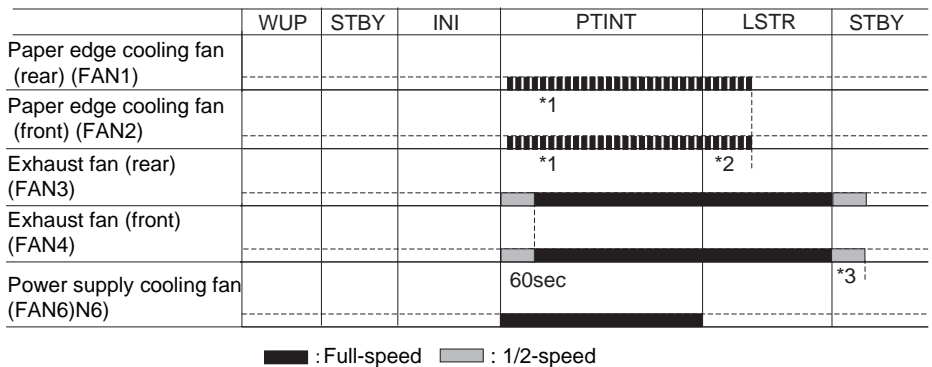 WUP STBY INI PTINT LSTR STBY
Paper edge cooling fan
(rear) (FAN1)
*1
Paper edge cooling fan
(front) (FAN2)
*1 *2
Exhaust fan (rear)
(FAN3)
Exhaust fan (front)
(FAN4)
60sec *3
Power supply cooling fan
(FAN6)N6)
: Full-speed : 1/2-speed